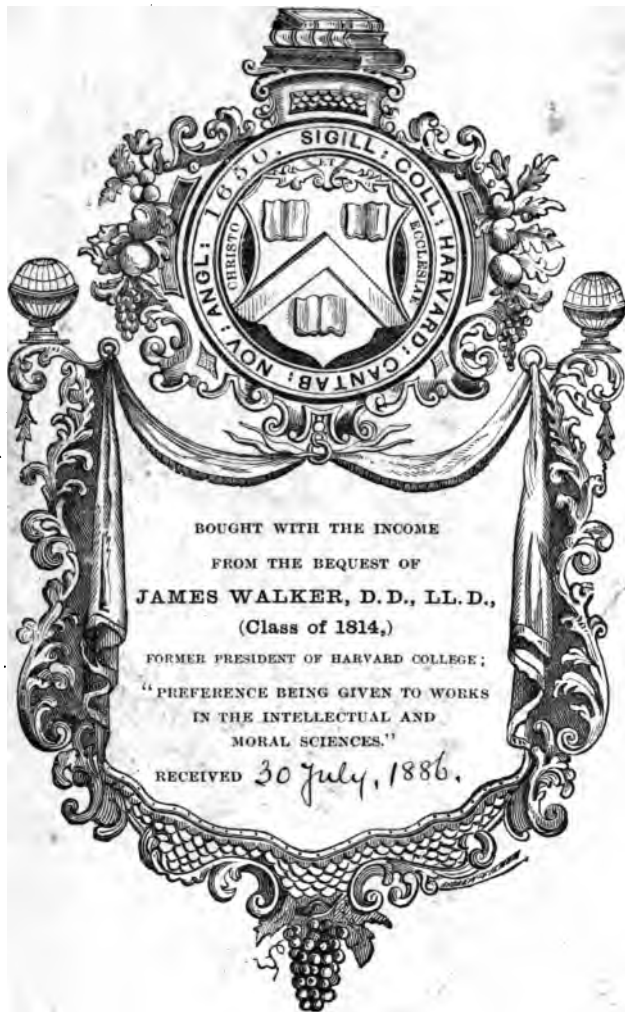 SIGILL: COLL: HARVARD: CANTAB: NOV: ANGL: 1650.
CHRISTO ET ECCLESIAE
BOUGHT WITH THE INCOME
FROM THE BEQUEST OF
JAMES WALKER, D.D., LL.D.,
(Class of 1814,)
FORMER PRESIDENT OF HARVARD COLLEGE;
"PREFERENCE BEING GIVEN TO WORKS
IN THE INTELLECTUAL AND
MORAL SCIENCES."
RECEIVED 30 July, 1886.